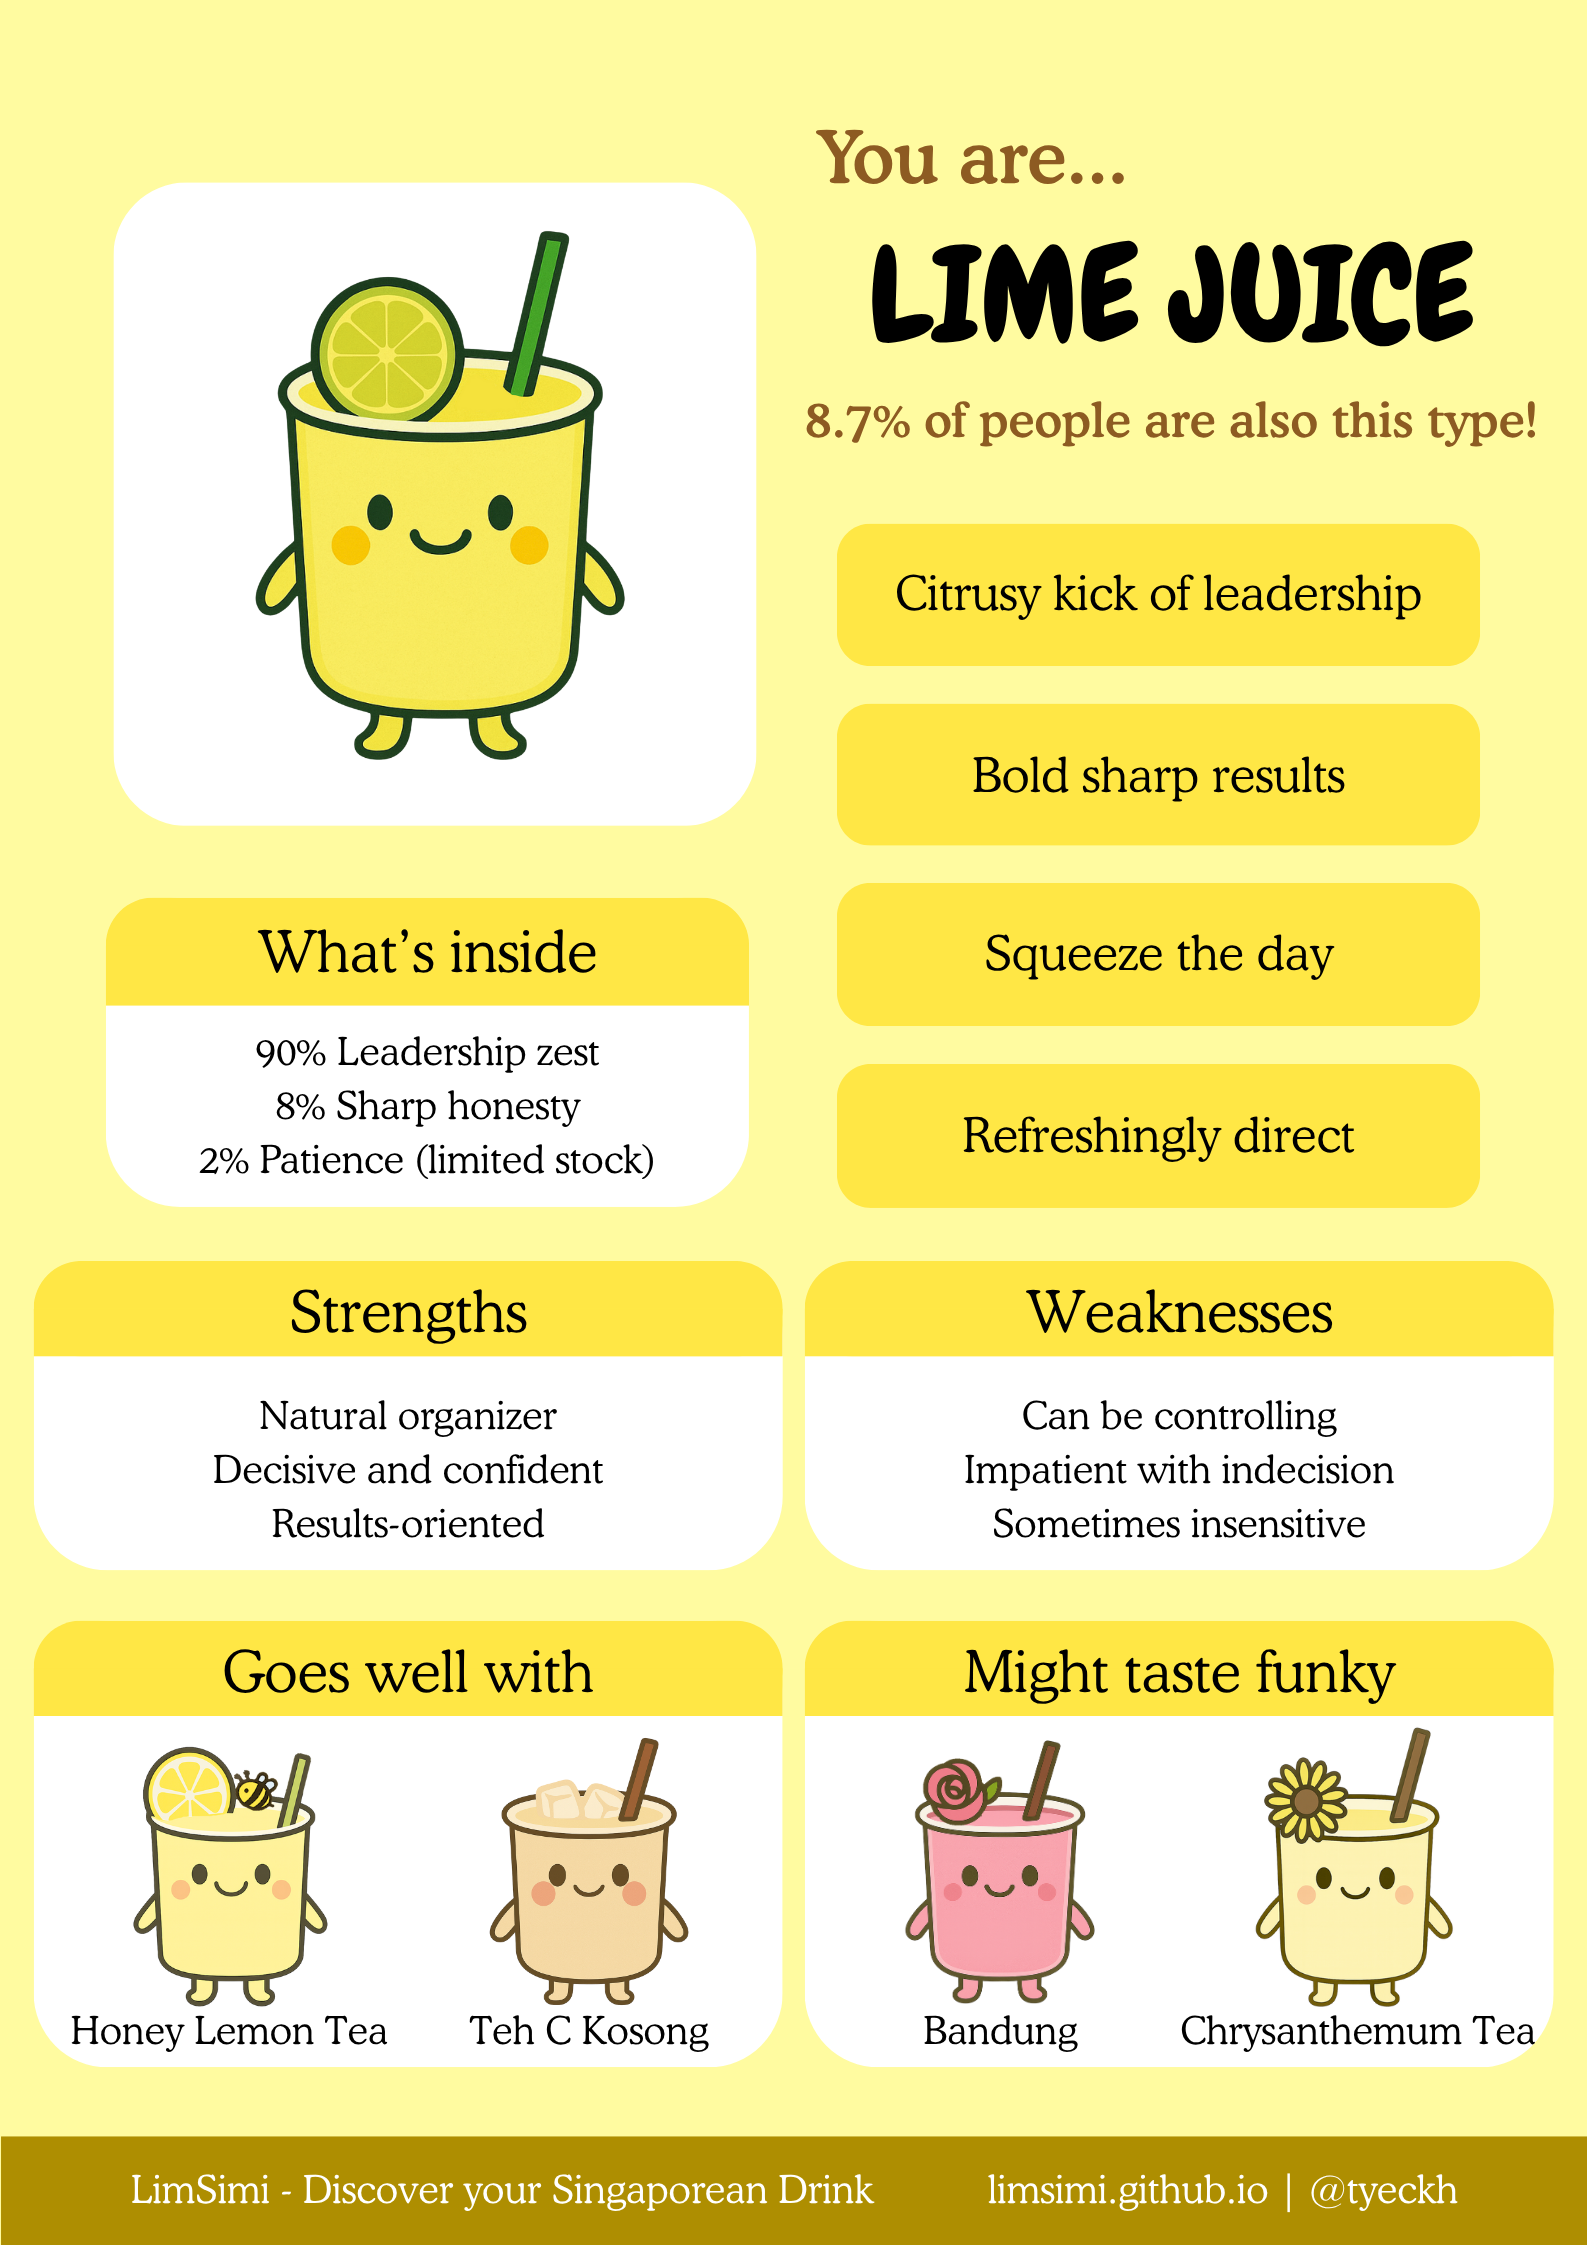 You are...
LIME JUICE
8.7% of people are also this type!
Citrusy kick of leadership
Bold sharp results
Squeeze the day
Refreshingly direct
What's inside
90% Leadership zest
8% Sharp honesty
2% Patience (limited stock)
Strengths
Natural organizer
Decisive and confident
Results-oriented
Weaknesses
Can be controlling
Impatient with indecision
Sometimes insensitive
Goes well with
Honey Lemon Tea
Teh C Kosong
Might taste funky
Bandung
Chrysanthemum Tea
LimSimi - Discover your Singaporean Drink
limsimi.github.io | @tyeckh